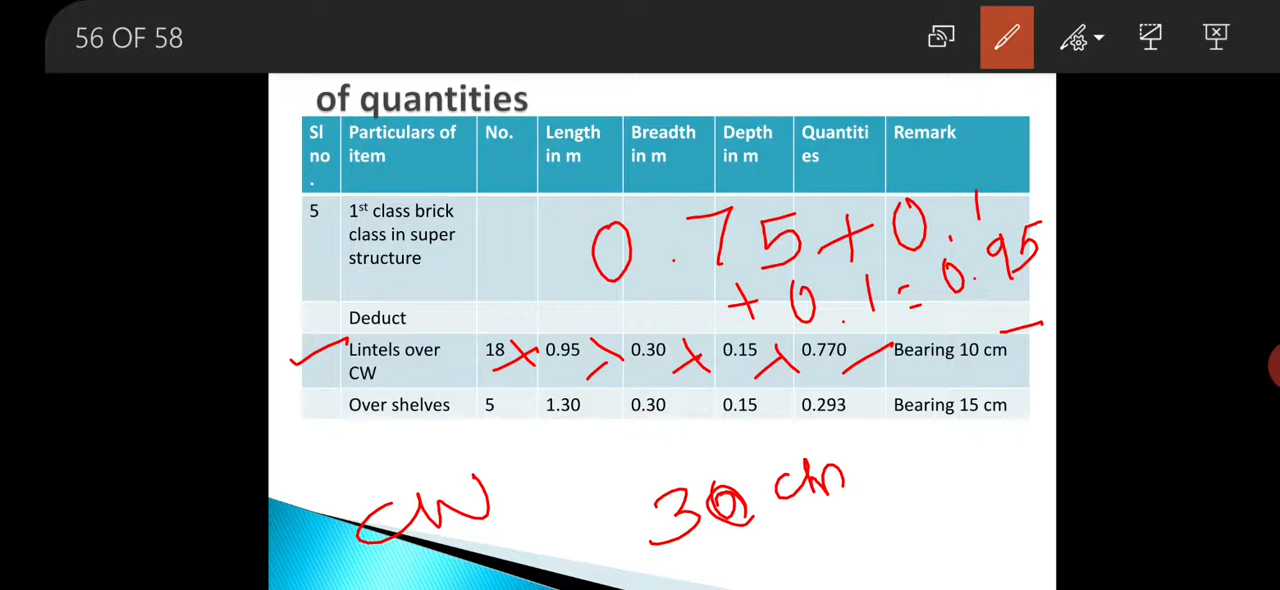 56 OF 58
of quantities
Sl no . Particulars of item No. Length in m Breadth in m Depth in m Quantiti es Remark
5 1st class brick class in super structure
0.75+0.1
+0.1=0.95
Deduct
Lintels over CW 18 × 0.95 × 0.30 × 0.15 × 0.770 Bearing 10 cm
Over shelves 5 1.30 0.30 0.15 0.293 Bearing 15 cm
CW 30 cm